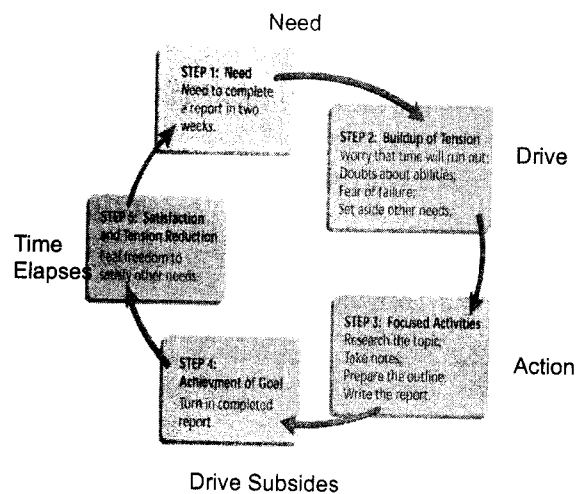 Need
STEP 1: Need
Need to complete
a report in two
weeks.
STEP 2: Buildup of Tension
Worry that time will run out;
Doubts about abilities;
Fear of failure;
Set aside other needs.
Drive
STEP 3: Focused Activities
Research the topic;
Take notes;
Prepare the outline;
Write the report.
Action
STEP 4:
Achievment of Goal
Turn in completed
report
Drive Subsides
STEP 5: Satisfaction
and Tension Reduction
Feel freedom to
satisfy other needs.
Time
Elapses